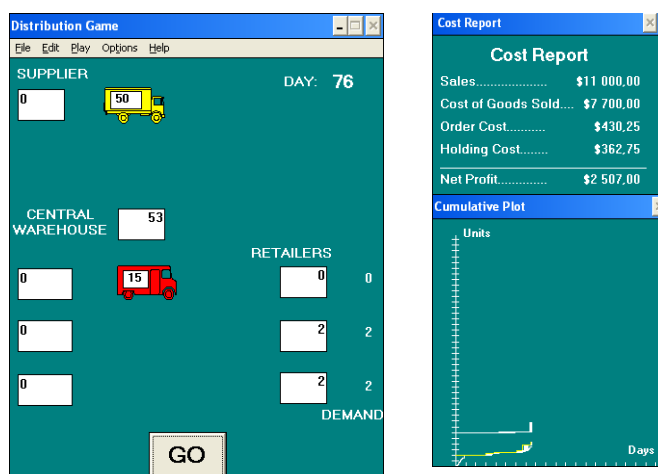 Distribution Game
File Edit Play Options Help
SUPPLIER
DAY: 76
0
50
CENTRAL
WAREHOUSE
53
RETAILERS
0
15
0
0
0
2
2
0
2
2
DEMAND
GO
Cost Report
Cost Report
Sales................... $11 000,00
Cost of Goods Sold.... $7 700,00
Order Cost.......... $430,25
Holding Cost........ $362,75
Net Profit.............. $2 507,00
Cumulative Plot
Units
Days